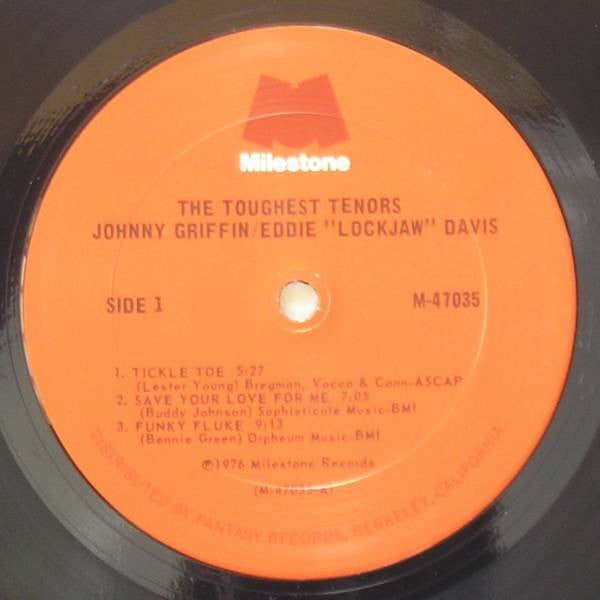 Milestone
THE TOUGHEST TENORS
JOHNNY GRIFFIN/EDDIE "LOCKJAW" DAVIS
SIDE 1
M-47035
1. TICKLE TOE 5:27
(Lester Young) Bregman, Vocco & Conn-ASCAP
2. SAVE YOUR LOVE FOR ME 7:05
(Buddy Johnson) Sophisticate Music-BMI
3. FUNKY FLUKE 9:13
(Bennie Green) Orpheum Music-BMI
℗1976 Milestone Records
(M-47035-A)
DISTRIBUTED BY FANTASY RECORDS, BERKELEY, CALIFORNIA